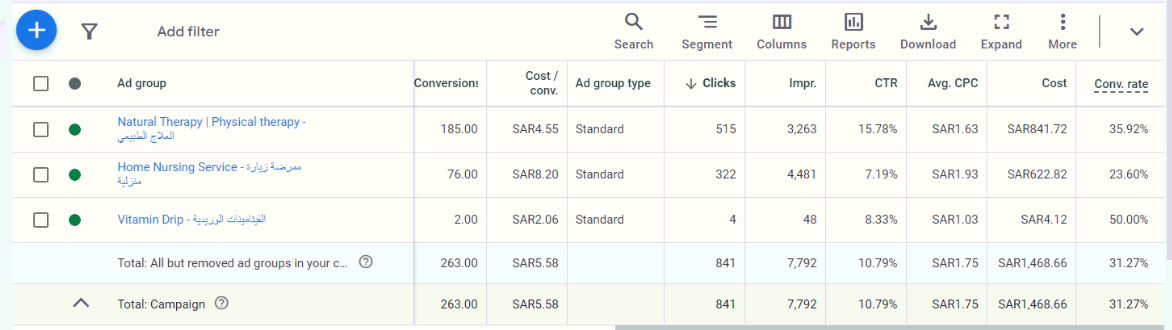 Add filter
Search Segment Columns Reports Download Expand More
Ad group Conversions Cost / conv. Ad group type Clicks Impr. CTR Avg. CPC Cost Conv. rate
Natural Therapy | Physical therapy -
العلاج الطبيعي
185.00 SAR4.55 Standard 515 3,263 15.78% SAR1.63 SAR841.72 35.92%
Home Nursing Service - ممرضة زيارة
منزلية
76.00 SAR8.20 Standard 322 4,481 7.19% SAR1.93 SAR622.82 23.60%
Vitamin Drip - الفيتامينات الوريدية
2.00 SAR2.06 Standard 4 48 8.33% SAR1.03 SAR4.12 50.00%
Total: All but removed ad groups in your c... 263.00 SAR5.58 841 7,792 10.79% SAR1.75 SAR1,468.66 31.27%
Total: Campaign 263.00 SAR5.58 841 7,792 10.79% SAR1.75 SAR1,468.66 31.27%